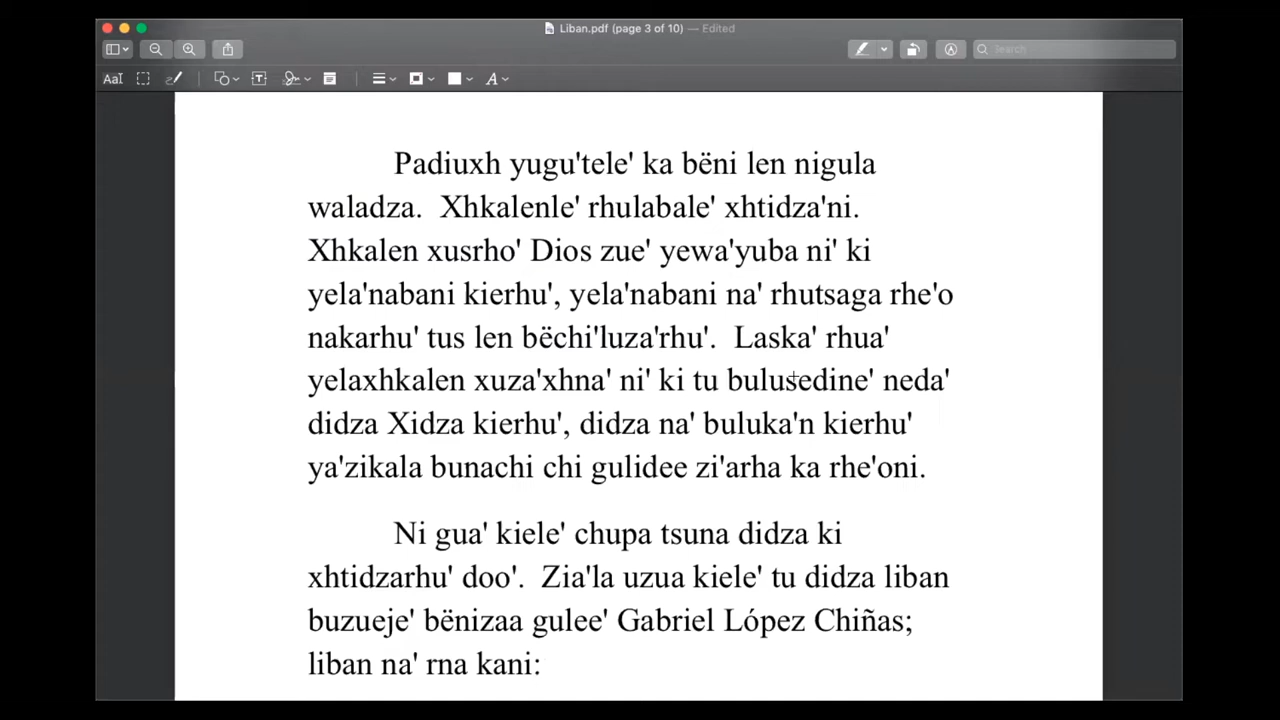 Liban.pdf (page 3 of 10) — Edited
Search
AaI
T
A
Padiuxh yugu'tele' ka bëni len nigula
waladza. Xhkalenle' rhulabale' xhtidza'ni.
Xhkalen xusrho' Dios zue' yewa'yuba ni' ki
yela'nabani kierhu', yela'nabani na' rhutsaga rhe'o
nakarhu' tus len bëchi'luza'rhu'. Laska' rhua'
yelaxhkalen xuza'xhna' ni' ki tu bulusedine' neda'
didza Xidza kierhu', didza na' buluka'n kierhu'
ya'zikala bunachi chi gulidee zi'arha ka rhe'oni.
Ni gua' kiele' chupa tsuna didza ki
xhtidzarhu' doo'. Zia'la uzua kiele' tu didza liban
buzueje' bënizaa gulee' Gabriel López Chiñas;
liban na' rna kani: